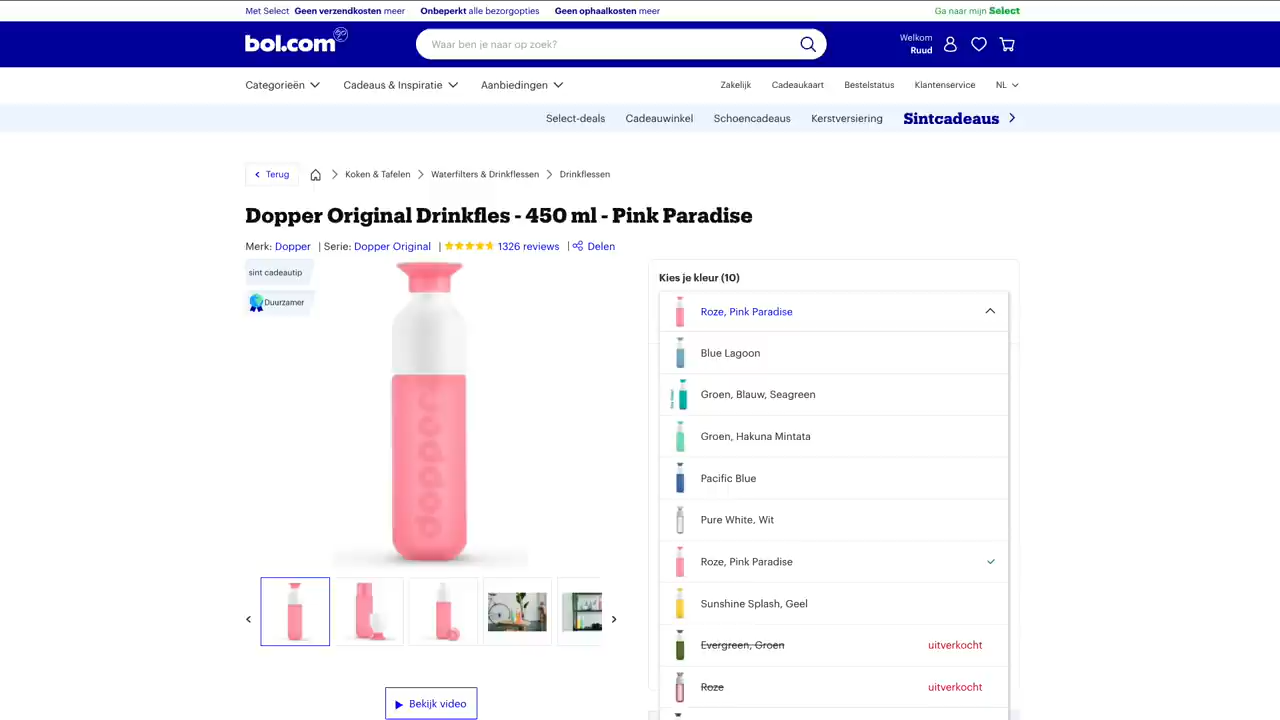 Met Select Geen verzendkosten meer Onbeperkt alle bezorgopties Geen ophaalkosten meer Ga naar mijn Select
bol.com
Waar ben je naar op zoek?
Welkom
Ruud
Categorieën Cadeaus & Inspiratie Aanbiedingen Zakelijk Cadeaukaart Bestelstatus Klantenservice NL
Select-deals Cadeauwinkel Schoencadeaus Kerstversiering Sintcadeaus
Terug Koken & Tafelen Waterfilters & Drinkflessen Drinkflessen
Dopper Original Drinkfles - 450 ml - Pink Paradise
Merk: Dopper | Serie: Dopper Original | 1326 reviews | Delen
sint cadeautip
Duurzamer
dopper
Kies je kleur (10)
Roze, Pink Paradise
Blue Lagoon
Groen, Blauw, Seagreen
Groen, Hakuna Mintata
Pacific Blue
Pure White, Wit
Roze, Pink Paradise
Sunshine Splash, Geel
Evergreen, Groen uitverkocht
Roze uitverkocht
Bekijk video